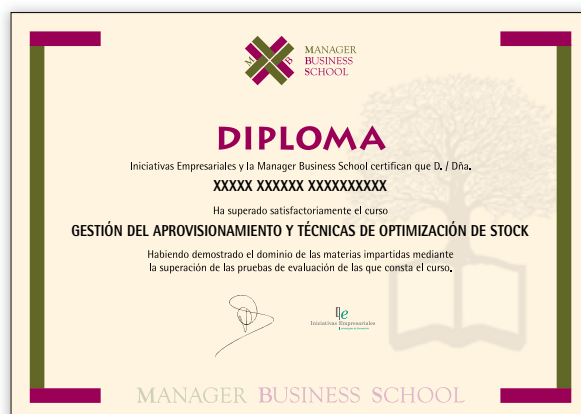 M B
MANAGER
BUSINESS
SCHOOL
DIPLOMA
Iniciativas Empresariales y la Manager Business School certifican que D. / Dña.
XXXXX XXXXXX XXXXXXXXXX
Ha superado satisfactoriamente el curso
GESTIÓN DEL APROVISIONAMIENTO Y TÉCNICAS DE OPTIMIZACIÓN DE STOCK
Habiendo demostrado el dominio de las materias impartidas mediante
la superación de las pruebas de evaluación de las que consta el curso.
Ie
Iniciativas Empresariales
MANAGER BUSINESS SCHOOL